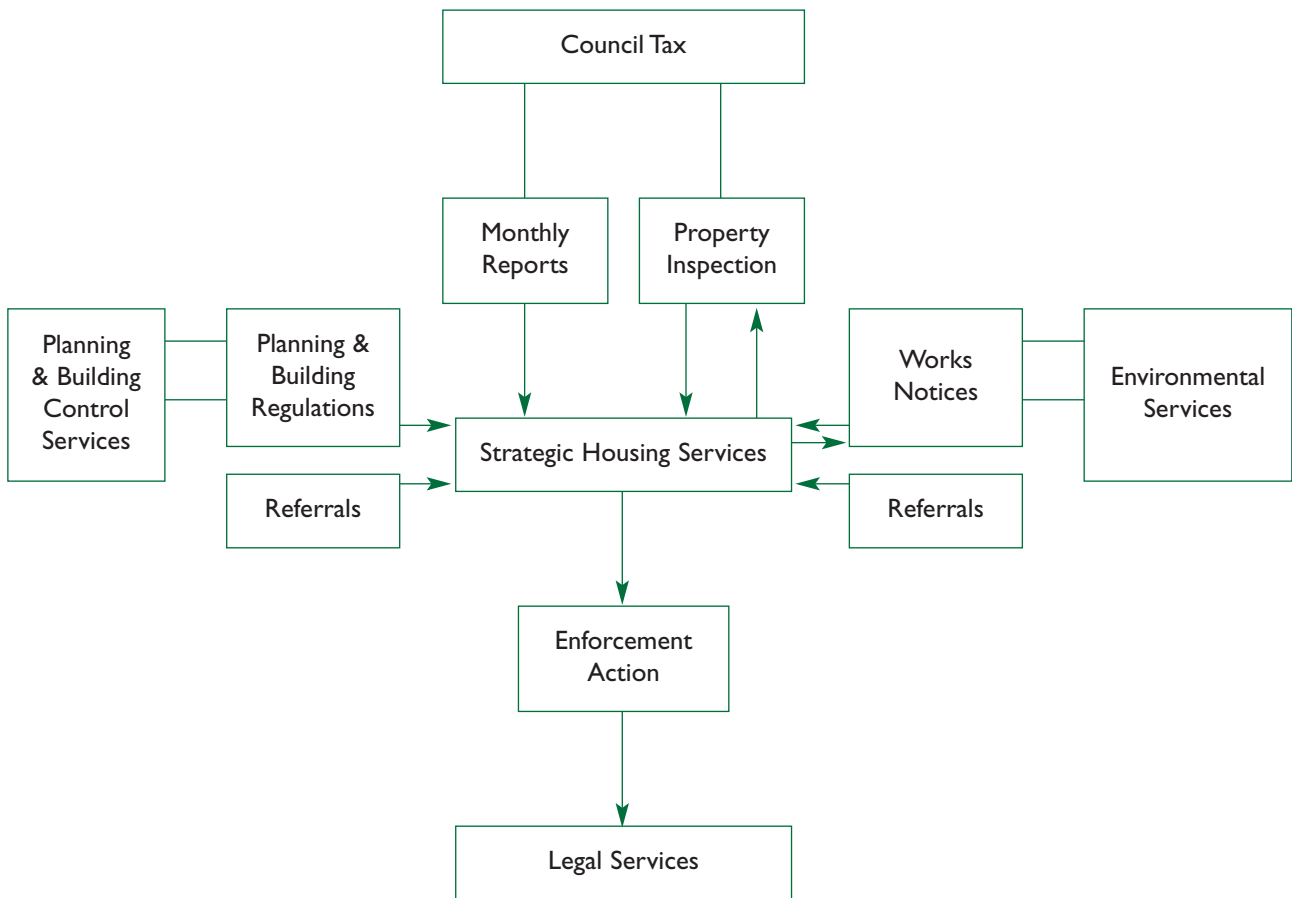 Council Tax
Monthly
Reports
Property
Inspection
Planning
& Building
Control
Services
Planning &
Building
Regulations
Works
Notices
Environmental
Services
Strategic Housing Services
Referrals
Referrals
Enforcement
Action
Legal Services